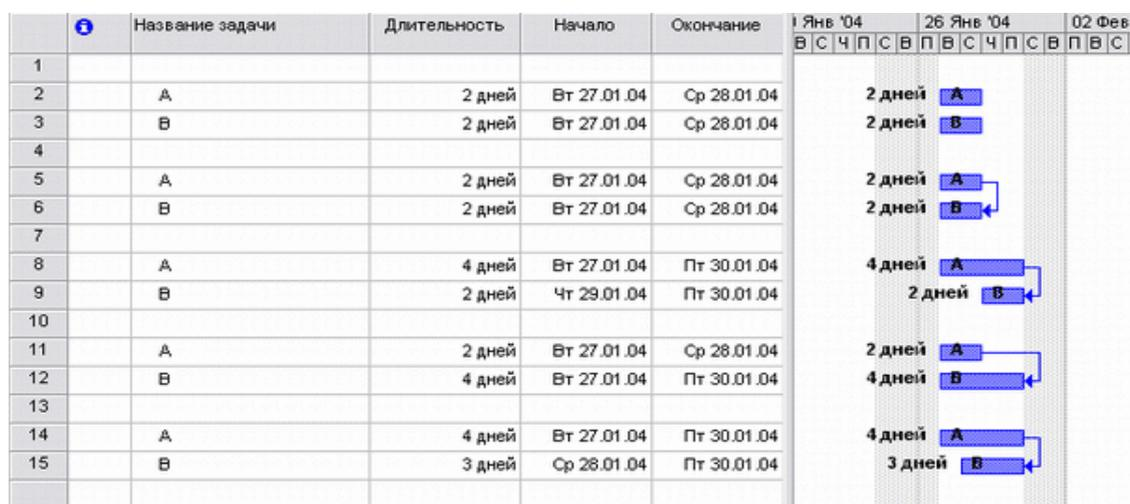 Название задачи Длительность Начало Окончание Янв '04 26 Янв '04 02 Фев
В С Ч П С В П В С Ч П С В П В С
1
2 А 2 дней Вт 27.01.04 Ср 28.01.04 2 дней А
3 В 2 дней Вт 27.01.04 Ср 28.01.04 2 дней В
4
5 А 2 дней Вт 27.01.04 Ср 28.01.04 2 дней А
6 В 2 дней Вт 27.01.04 Ср 28.01.04 2 дней В
7
8 А 4 дней Вт 27.01.04 Пт 30.01.04 4 дней А
9 В 2 дней Чт 29.01.04 Пт 30.01.04 2 дней В
10
11 А 2 дней Вт 27.01.04 Ср 28.01.04 2 дней А
12 В 4 дней Вт 27.01.04 Пт 30.01.04 4 дней В
13
14 А 4 дней Вт 27.01.04 Пт 30.01.04 4 дней А
15 В 3 дней Ср 28.01.04 Пт 30.01.04 3 дней В